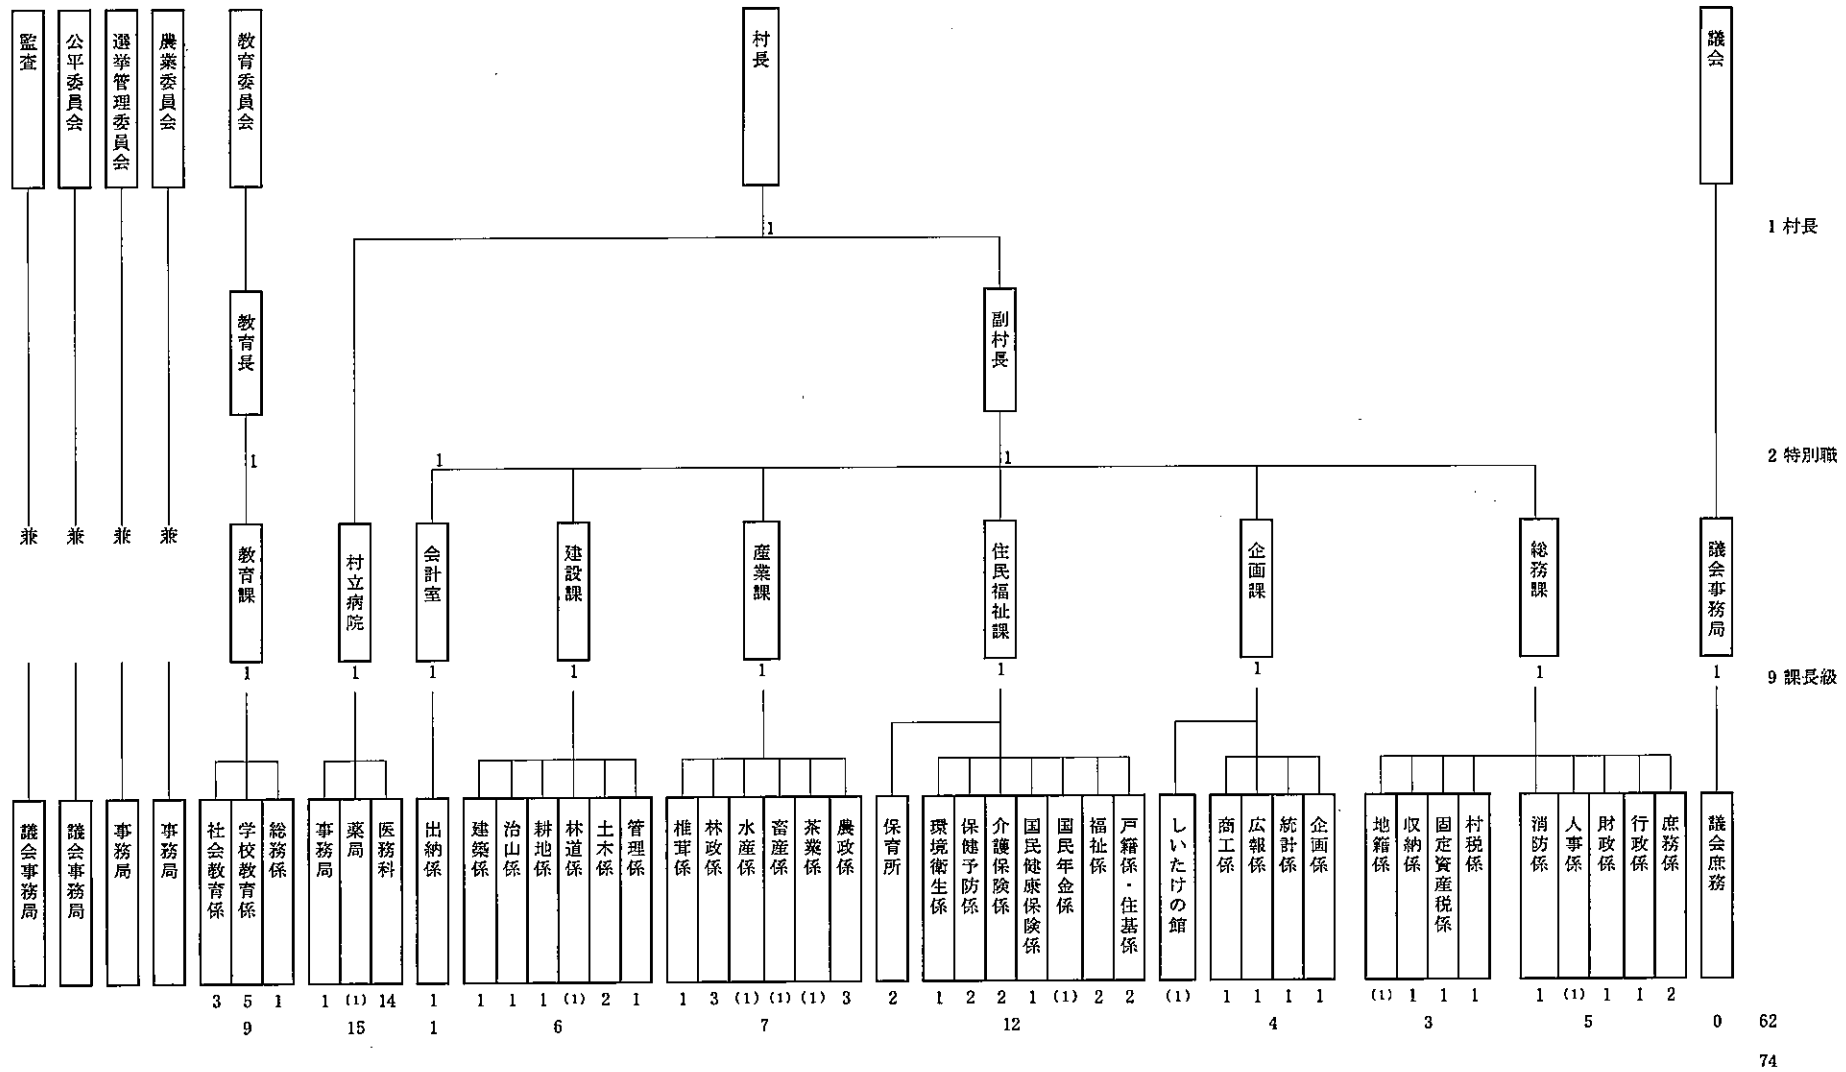 監査
公平委員会
選挙管理委員会
農業委員会
教育委員会
村長
議会
1
1 村長
教育長
副村長
1
1
1
2 特別職
兼
兼
兼
兼
教育課
村立病院
会計室
建設課
産業課
住民福祉課
企画課
総務課
議会事務局
1
1
1
1
1
1
1
1
1
9 課長級
議会事務局
議会事務局
事務局
事務局
社会教育係
学校教育係
総務係
事務局
薬局
医務科
出納係
建築係
治山係
耕地係
林道係
土木係
管理係
椎茸係
林政係
水産係
畜産係
茶業係
農政係
保育所
環境衛生係
保健予防係
介護保険係
国民健康保険係
国民年金係
福祉係
戸籍係・住基係
しいたけの館
商工係
広報係
統計係
企画係
地籍係
収納係
固定資産税係
村税係
消防係
人事係
財政係
行政係
庶務係
議会庶務
3 5 1 1 (1) 14 1 1 1 1 (1) 2 1 1 3 (1) (1) (1) 3 2 1 2 2 1 (1) 2 2 (1) 1 1 1 1 (1) 1 1 1 1 (1) 1 1 2
9 15 1 6 7 12 4 3 5 0 62
74